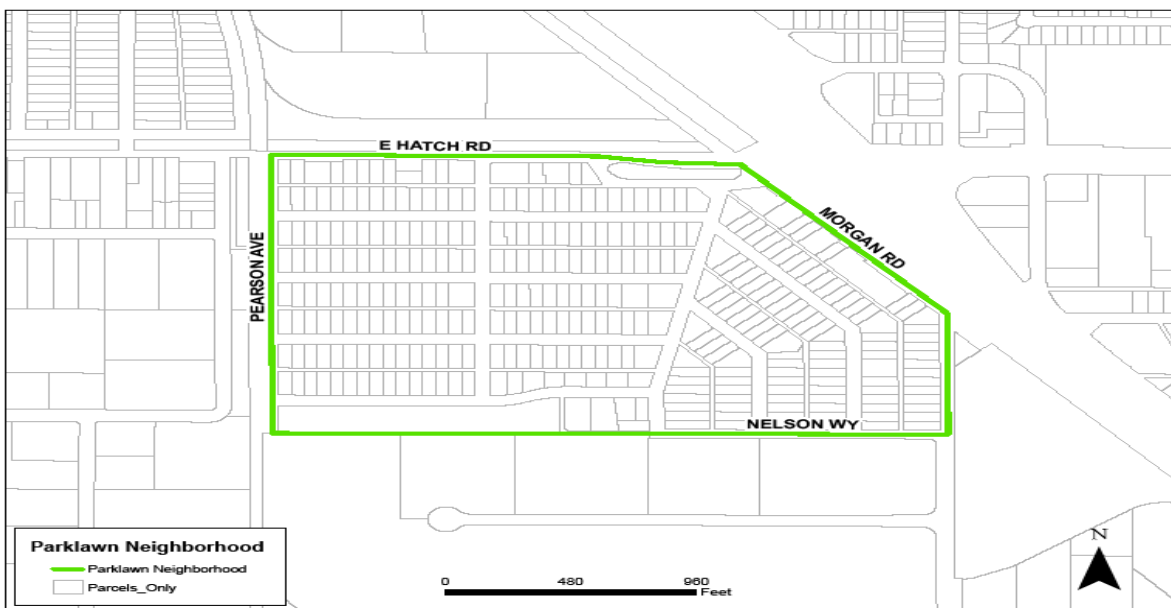 E HATCH RD
MORGAN RD
PEARSON AVE
NELSON WY
Parklawn Neighborhood
Parklawn Neighborhood
Parcels_Only
0 480 960
Feet
N